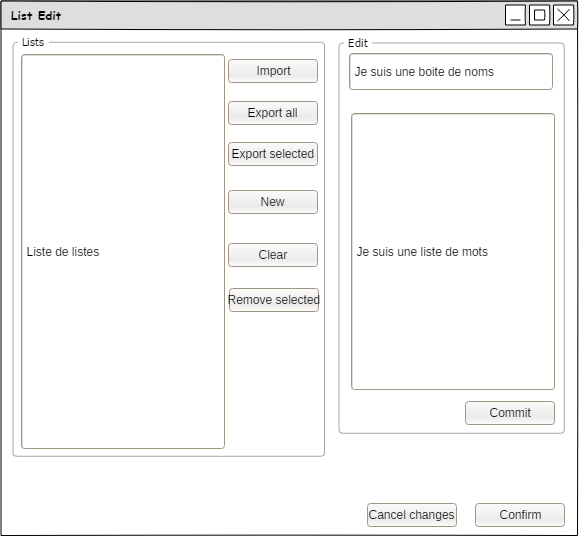 List Edit
Lists
Liste de listes
Import
Export all
Export selected
New
Clear
Remove selected
Edit
Je suis une boite de noms
Je suis une liste de mots
Commit
Cancel changes
Confirm